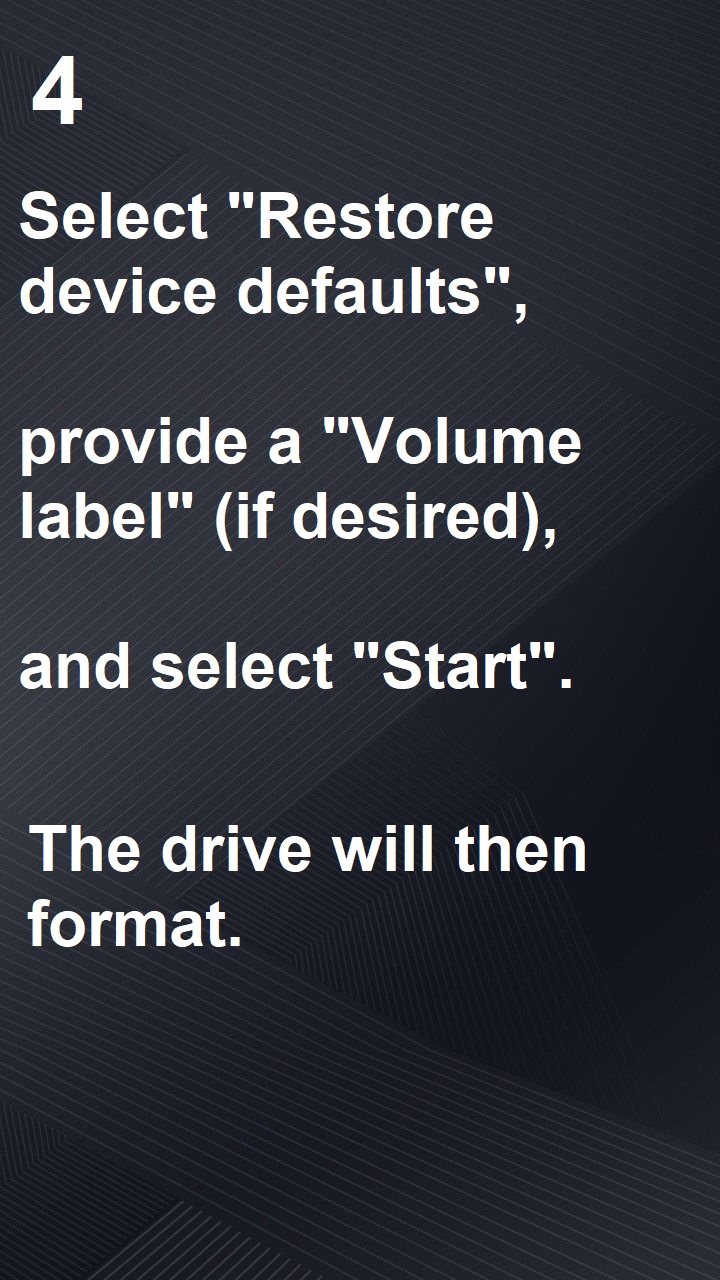 4
Select "Restore
device defaults",
provide a "Volume
label" (if desired),
and select "Start".
The drive will then
format.